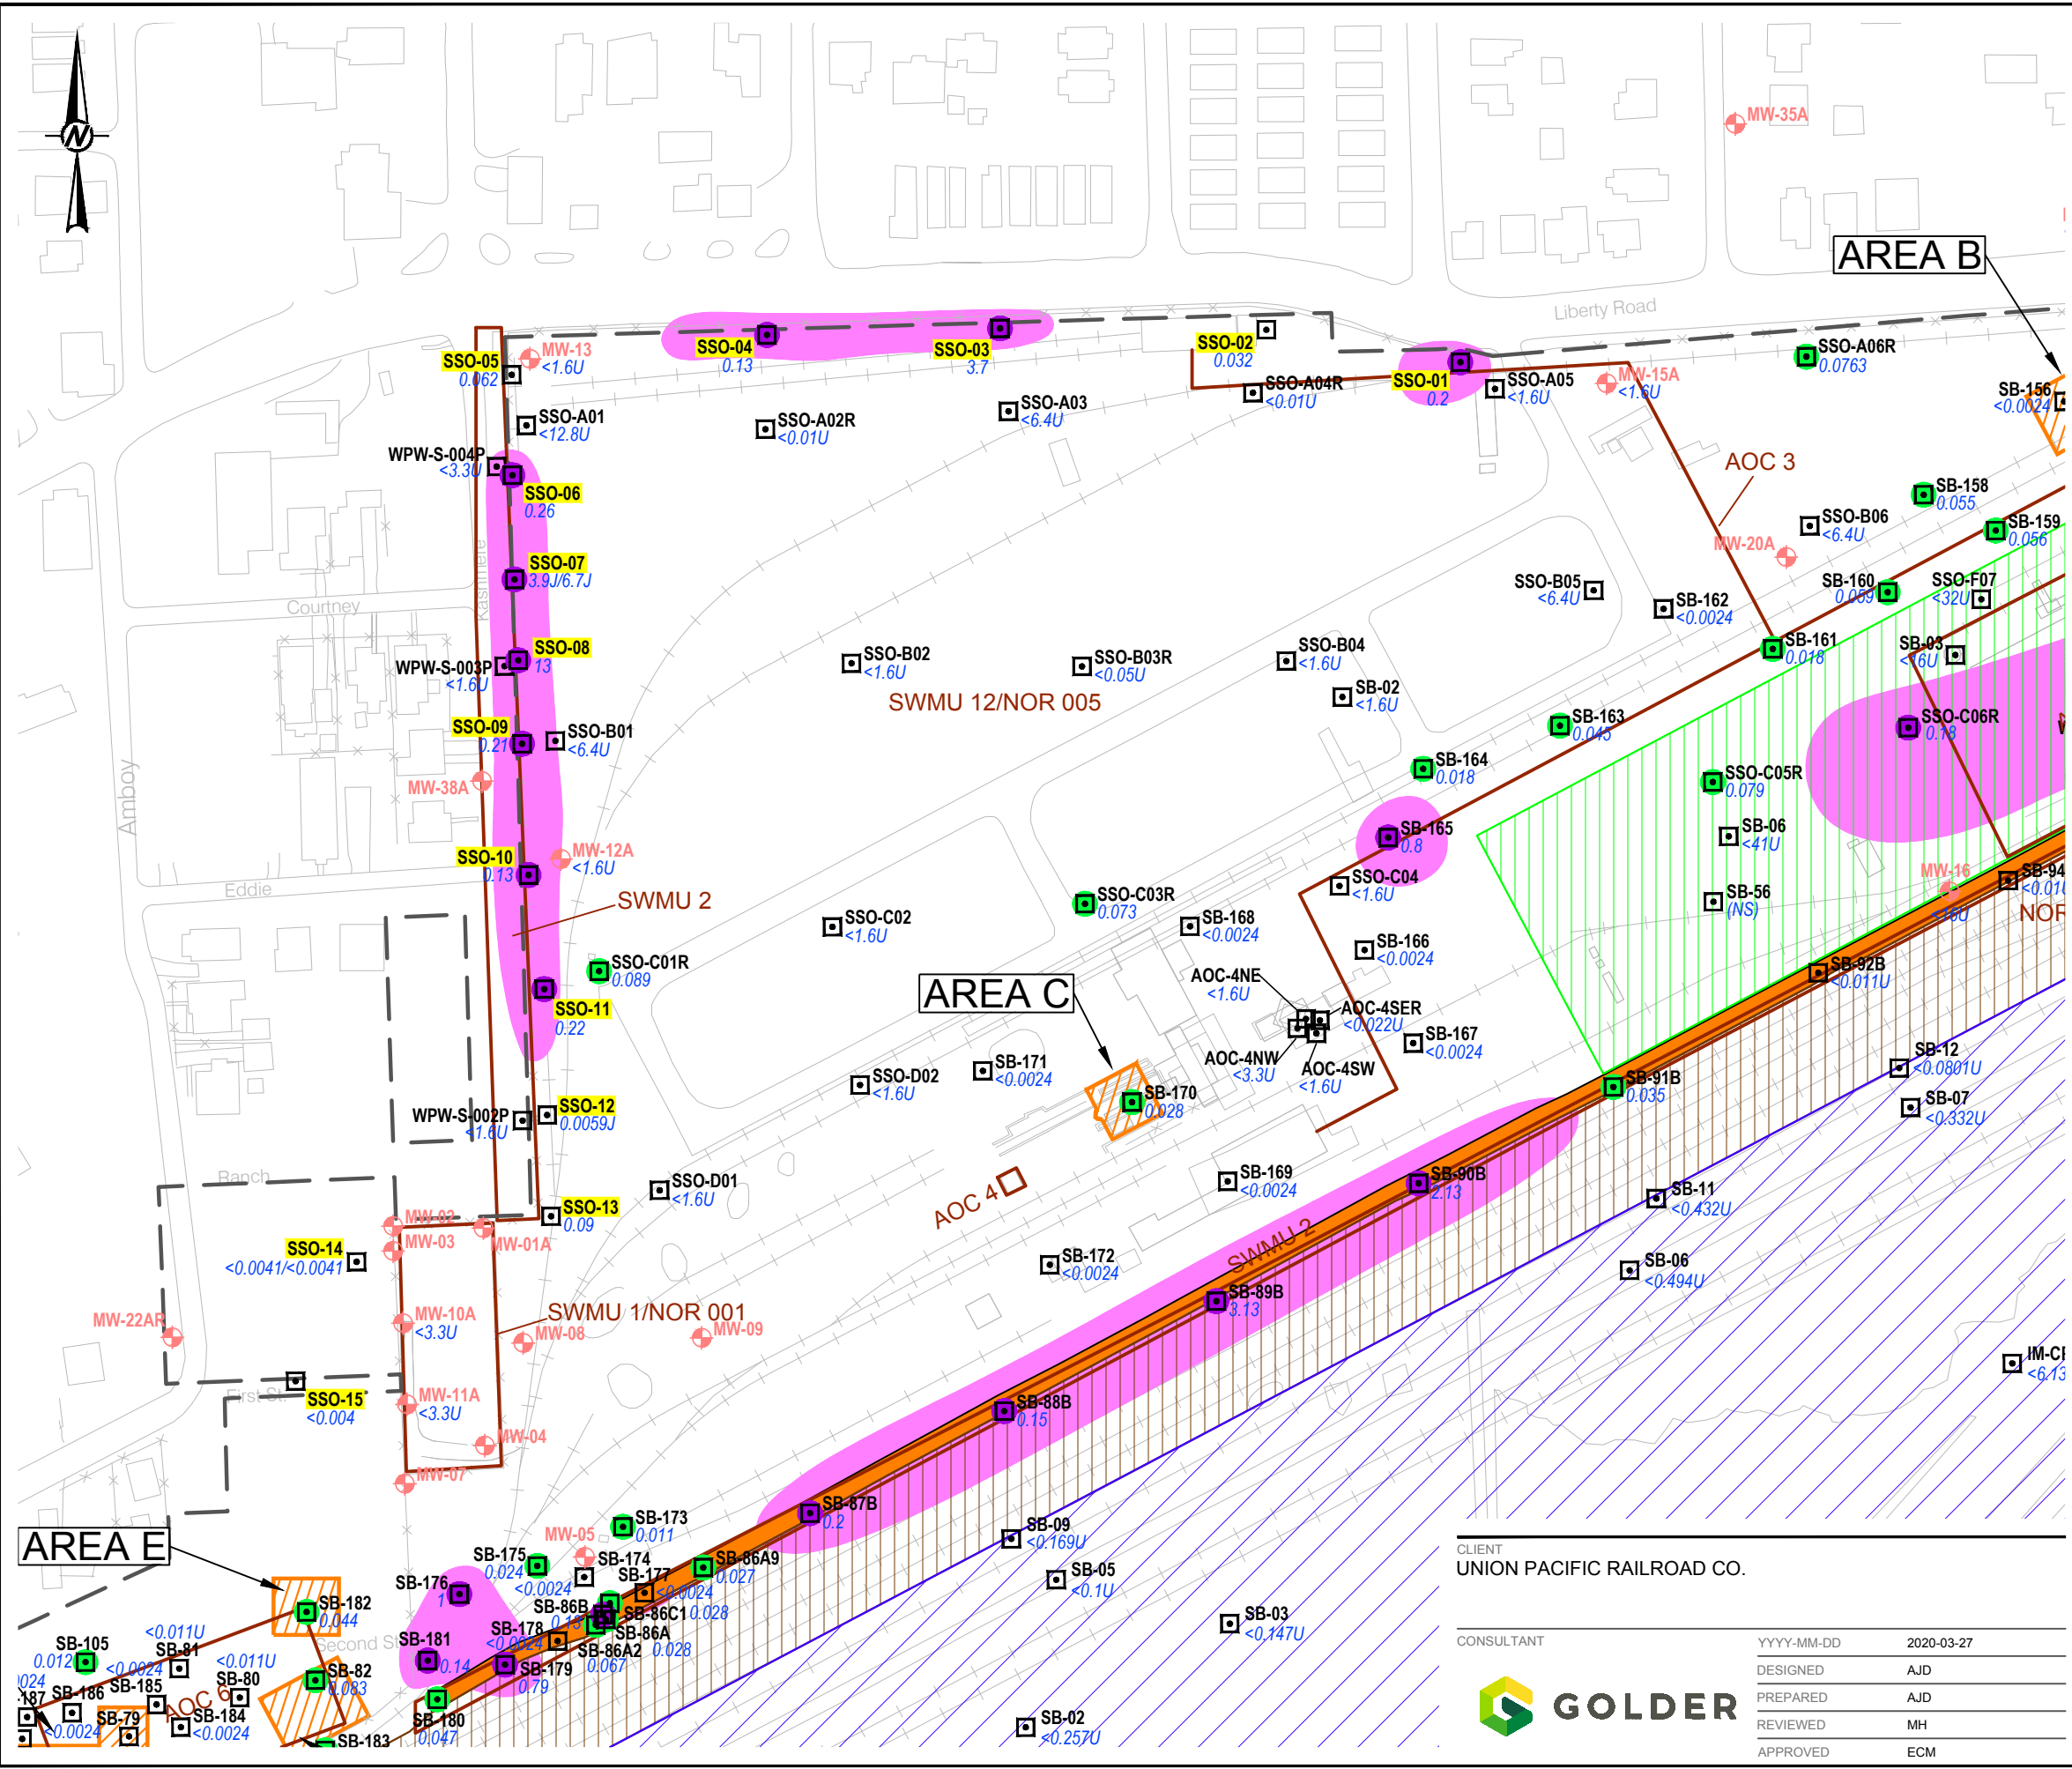 N
MW-35A
AREA B
Liberty Road
SSO-05
0.062
MW-13
<1.6U
SSO-04
0.13
SSO-03
3.7
SSO-02
0.032
SSO-01
0.2
SSO-A04R
<0.01U
SSO-A05
<1.6U
MW-15A
<1.6U
SSO-A06R
0.0763
SB-156
<0.0024
SSO-A01
<12.8U
SSO-A02R
<0.01U
SSO-A03
<6.4U
WPW-S-004P
<3.3U
SSO-06
0.26
AOC 3
SB-158
0.055
SSO-B06
<6.4U
SB-159
0.056
MW-20A
Kashmere
SSO-07
3.9J/6.7J
Courtney
SSO-B05
<6.4U
SB-162
<0.0024
SB-160
0.059
SSO-F07
<32U
SSO-08
13
WPW-S-003P
<1.6U
SSO-B02
<1.6U
SSO-B03R
<0.05U
SSO-B04
<1.6U
SB-161
0.018
SB-03
<16U
SB-02
<1.6U
SWMU 12/NOR 005
SSO-09
0.21
SSO-B01
<6.4U
SB-163
0.045
SSO-C06R
0.18
MW-38A
SB-164
0.018
SSO-C05R
0.079
Amboy
SB-165
0.8
SB-06
<41U
SSO-10
0.13
MW-12A
<1.6U
Eddie
SWMU 2
SSO-C03R
0.073
SSO-C04
<1.6U
SB-56
(NS)
MW-16
<16U
SB-94
<0.01U
NOR
SSO-C02
<1.6U
SB-168
<0.0024
SB-166
<0.0024
SSO-C01R
0.089
AREA C
AOC-4NE
<1.6U
AOC-4SER
<0.022U
SB-92B
<0.011U
SSO-11
0.22
AOC-4NW
<3.3U
AOC-4SW
<1.6U
SB-167
<0.0024
SB-12
<0.0801U
SB-171
<0.0024
SSO-D02
<1.6U
SB-170
0.028
SB-91B
0.035
SB-07
<0.332U
WPW-S-002P
<1.6U
SSO-12
0.0059J
Ranch
SSO-D01
<1.6U
SB-169
<0.0024
SB-90B
2.13
AOC 4
SB-11
<0.432U
SSO-13
0.09
MW-02
MW-03
MW-01A
SSO-14
<0.0041/<0.0041
SB-172
<0.0024
SWMU 2
SB-06
<0.494U
SB-89B
3.13
MW-22AR
MW-10A
<3.3U
SWMU 1/NOR 001
MW-08
MW-09
IM-C
<6.13
First St.
SSO-15
<0.004
MW-11A
<3.3U
SB-88B
0.15
MW-04
MW-07
SB-87B
0.2
AREA E
SB-173
0.011
MW-05
SB-09
<0.169U
SB-175
0.024
SB-174
<0.0024
SB-86A9
0.027
SB-05
<0.1U
SB-176
1
SB-177
<0.0024
SB-86B
0.13
SB-86C1
0.028
SB-182
0.044
SB-03
<0.147U
Second St
SB-181
0.14
SB-178
<0.0024
SB-86A
0.028
SB-86A2
0.067
SB-105
0.012
<0.011U
SB-81
<0.0024
<0.011U
SB-80
SB-82
0.083
SB-179
0.79
0024
187
SB-186
<0.0024
SB-185
AOC 6
SB-184
<0.0024
SB-79
SB-183
SB-180
0.047
SB-02
<0.257U
CLIENT
UNION PACIFIC RAILROAD CO.
CONSULTANT
GOLDER
YYYY-MM-DD 2020-03-27
DESIGNED AJD
PREPARED AJD
REVIEWED MH
APPROVED ECM